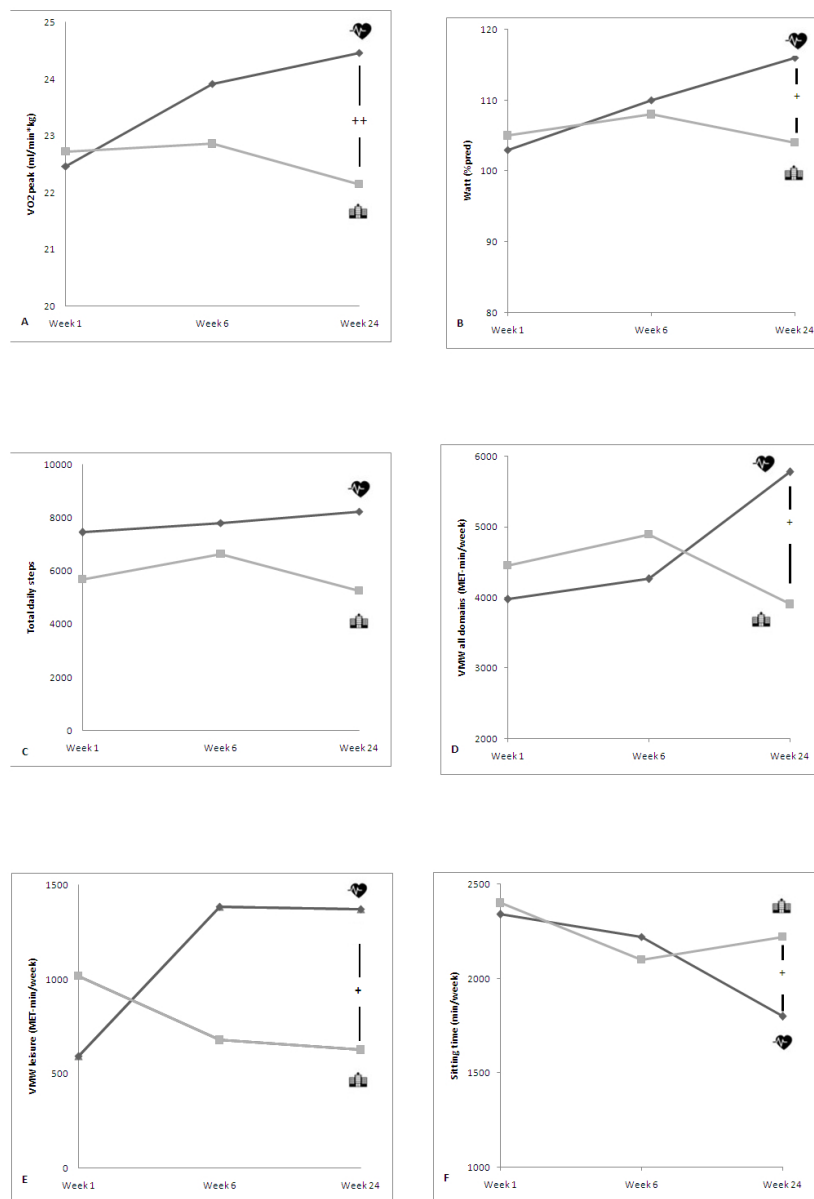 25
24
23
22
21
20
VO2 peak (ml/min*kg)
++
A
Week 1
Week 6
Week 24
120
110
100
90
80
Watt (%pred)
+
B
Week 1
Week 6
Week 24
10000
8000
6000
4000
2000
0
Total daily steps
C
Week 1
Week 6
Week 24
6000
5000
4000
3000
2000
VMW all domains (MET-min/week)
+
D
Week 1
Week 6
Week 24
1500
1000
500
0
VMW leisure (MET-min/week)
+
E
Week 1
Week 6
Week 24
2500
2000
1500
1000
Sitting time (min/week)
+
F
Week 1
Week 6
Week 24